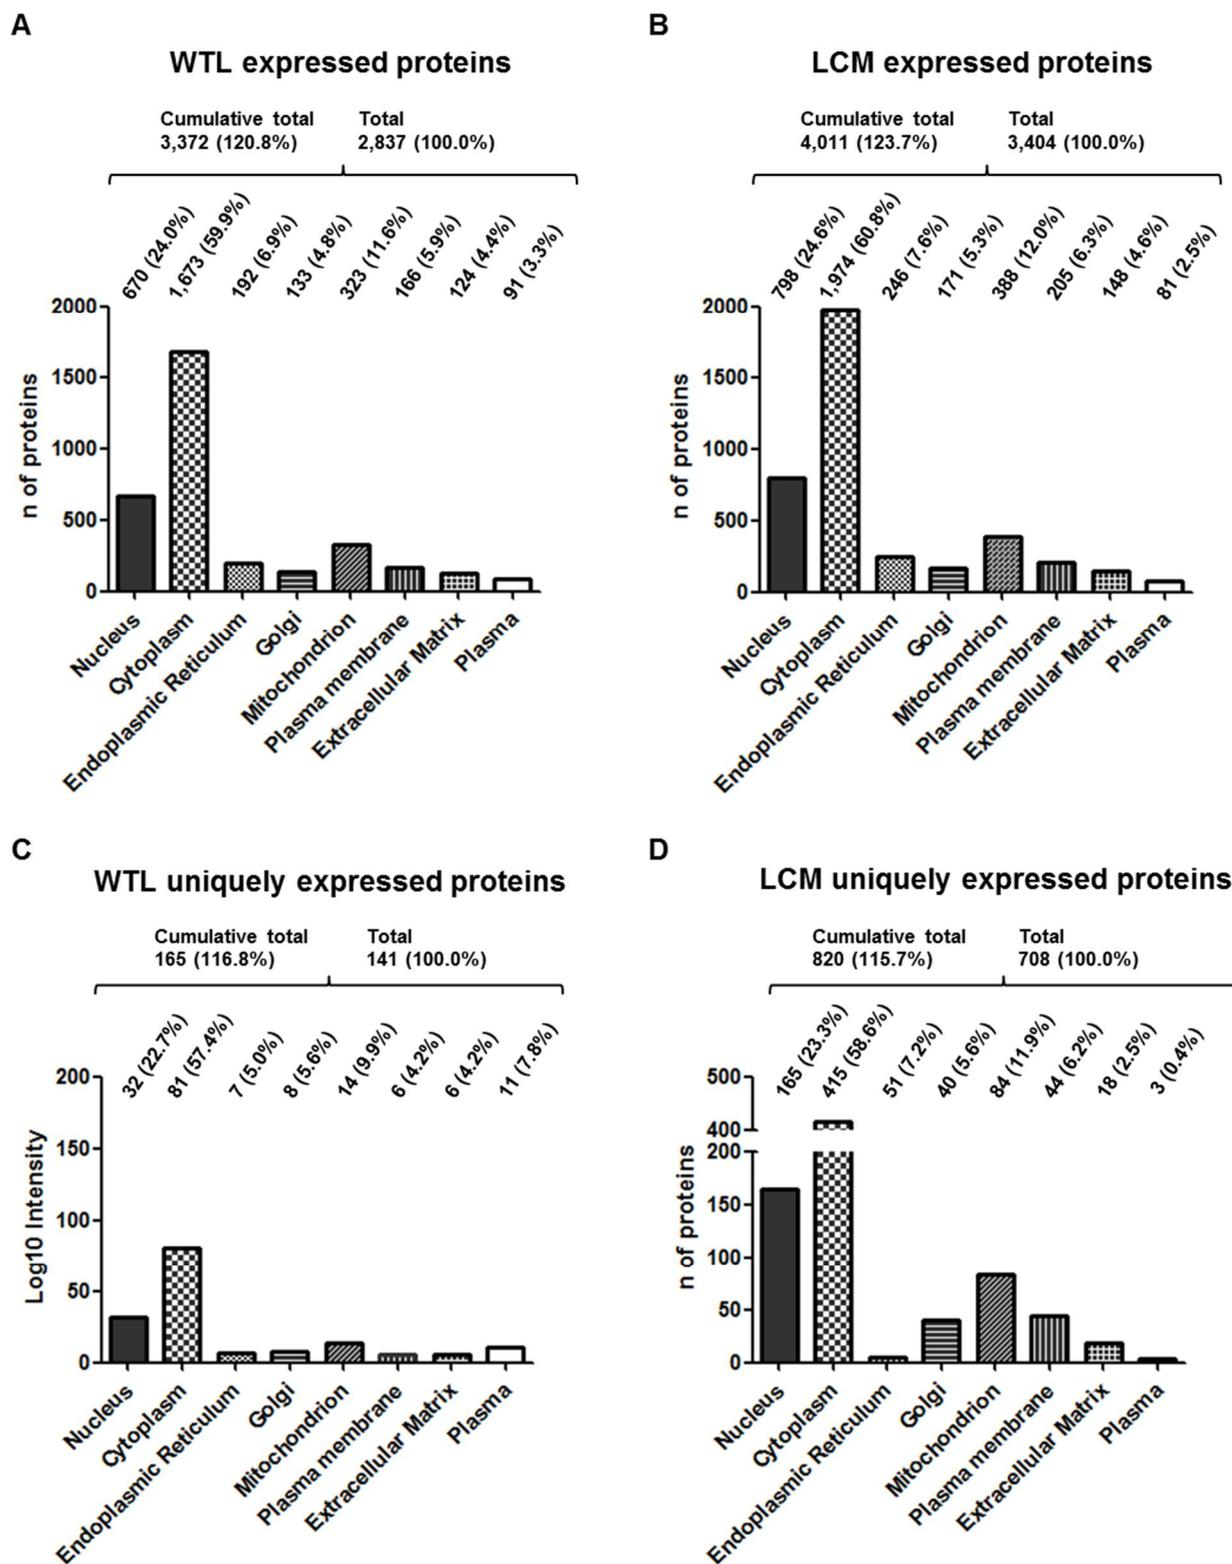 A
WTL expressed proteins
Cumulative total
3,372 (120.8%)
Total
2,837 (100.0%)
670 (24.0%)
1,673 (59.9%)
192 (6.9%)
133 (4.8%)
323 (11.6%)
166 (5.9%)
124 (4.4%)
91 (3.3%)
n of proteins
2000
1500
1000
500
0
Nucleus
Cytoplasm
Endoplasmic Reticulum
Golgi
Mitochondrion
Plasma membrane
Extracellular Matrix
Plasma
B
LCM expressed proteins
Cumulative total
4,011 (123.7%)
Total
3,404 (100.0%)
798 (24.6%)
1,974 (60.8%)
246 (7.6%)
171 (5.3%)
388 (12.0%)
205 (6.3%)
148 (4.6%)
81 (2.5%)
n of proteins
2000
1500
1000
500
0
Nucleus
Cytoplasm
Endoplasmic Reticulum
Golgi
Mitochondrion
Plasma membrane
Extracellular Matrix
Plasma
C
WTL uniquely expressed proteins
Cumulative total
165 (116.8%)
Total
141 (100.0%)
32 (22.7%)
81 (57.4%)
7 (5.0%)
8 (5.6%)
14 (9.9%)
6 (4.2%)
6 (4.2%)
11 (7.8%)
Log10 Intensity
200
150
100
50
0
Nucleus
Cytoplasm
Endoplasmic Reticulum
Golgi
Mitochondrion
Plasma membrane
Extracellular Matrix
Plasma
D
LCM uniquely expressed proteins
Cumulative total
820 (115.7%)
Total
708 (100.0%)
165 (23.3%)
415 (58.6%)
51 (7.2%)
40 (5.6%)
84 (11.9%)
44 (6.2%)
18 (2.5%)
3 (0.4%)
n of proteins
500
400
200
150
100
50
0
Nucleus
Cytoplasm
Endoplasmic Reticulum
Golgi
Mitochondrion
Plasma membrane
Extracellular Matrix
Plasma